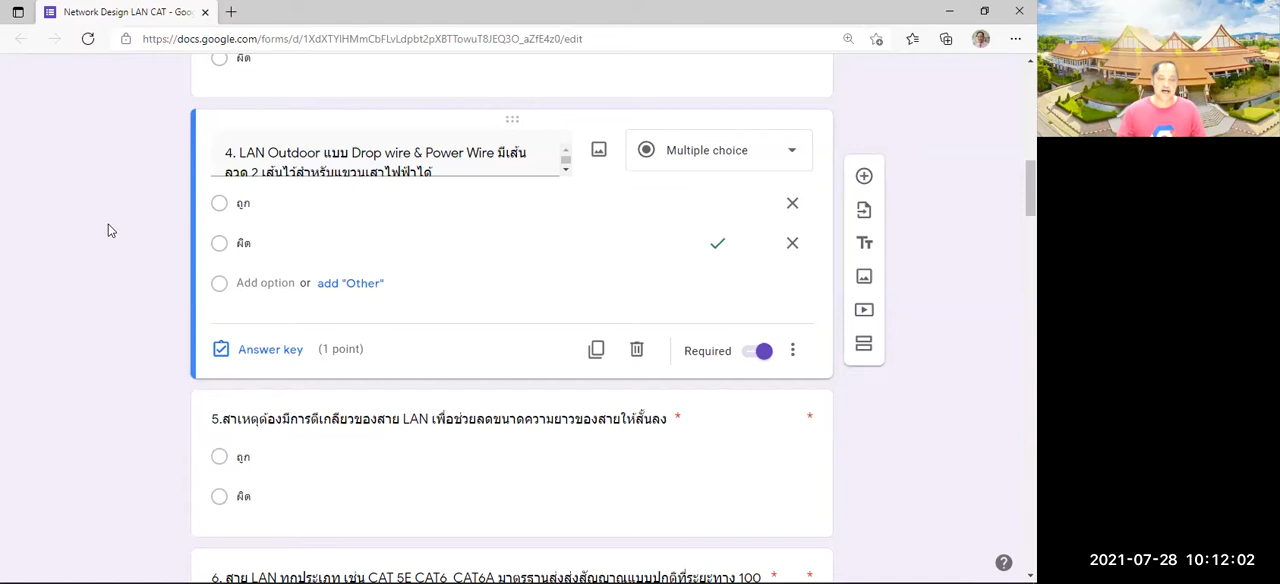 Network Design LAN CAT - Goo
https://docs.google.com/forms/d/1XdXTYIHMmCbFLvLdpbt2pXBTTowuT8JEQ3O_aZfE4z0/edit
ผิด
4. LAN Outdoor แบบ Drop wire & Power Wire มีเส้น
ลวด 2 เส้นไว้สำหรับแขวนเสาไฟฟ้าได้
Multiple choice
ถูก
ผิด
Add option or add "Other"
Answer key (1 point)
Required
5.สาเหตุต้องมีการตีเกลียวของสาย LAN เพื่อช่วยลดขนาดความยาวของสายให้สั้นลง * *
ถูก
ผิด
6. สาย LAN ทุกประเภท เช่น CAT 5E CAT6 CAT6A มาตรฐานส่งสัญญาณแบบปกติที่ระยะทาง 100 * *
2021-07-28 10:12:02